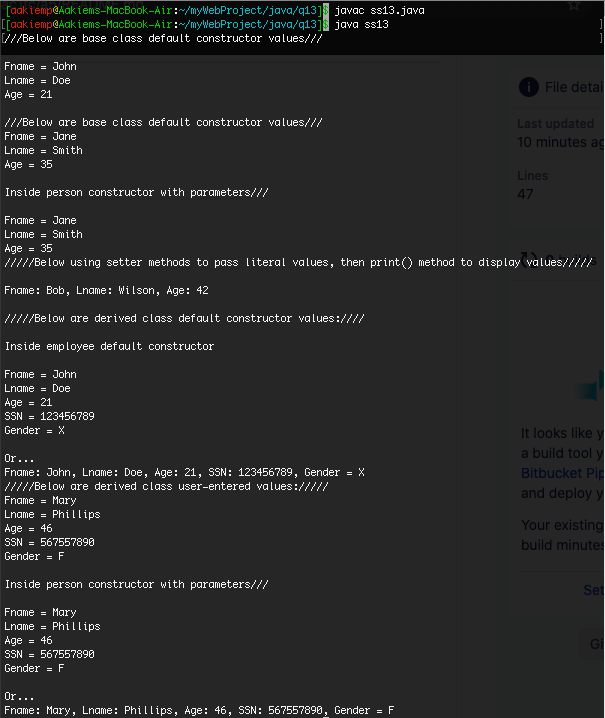 [aakiemp@Aakiems-MacBook-Air:~/myWebProject/java/q13]$ javac ss13.java
[[aakiemp@Aakiems-MacBook-Air:~/myWebProject/java/q13]$ java ss13 ]
[///Below are base class default constructor values/// ]
Fname = John
Lname = Doe
Age = 21
///Below are base class default constructor values///
Fname = Jane
Lname = Smith
Age = 35
Inside person constructor with parameters///
Fname = Jane
Lname = Smith
Age = 35
/////Below using setter methods to pass literal values, then print() method to display values/////
Fname: Bob, Lname: Wilson, Age: 42
/////Below are derived class default constructor values:////
Inside employee default constructor
Fname = John
Lname = Doe
Age = 21
SSN = 123456789
Gender = X
Or...
Fname: John, Lname: Doe, Age: 21, SSN: 123456789, Gender = X
/////Below are derived class user-entered values://///
Fname = Mary
Lname = Phillips
Age = 46
SSN = 567557890
Gender = F
Inside person constructor with parameters///
Fname = Mary
Lname = Phillips
Age = 46
SSN = 567557890
Gender = F
Or...
Fname: Mary, Lname: Phillips, Age: 46, SSN: 567557890, Gender = F
File detai
Last updated
10 minutes ag
Lines
47
It looks like y
a build tool y
Bitbucket Pip
and deploy y
Your existing
build minutes
Set
Gi